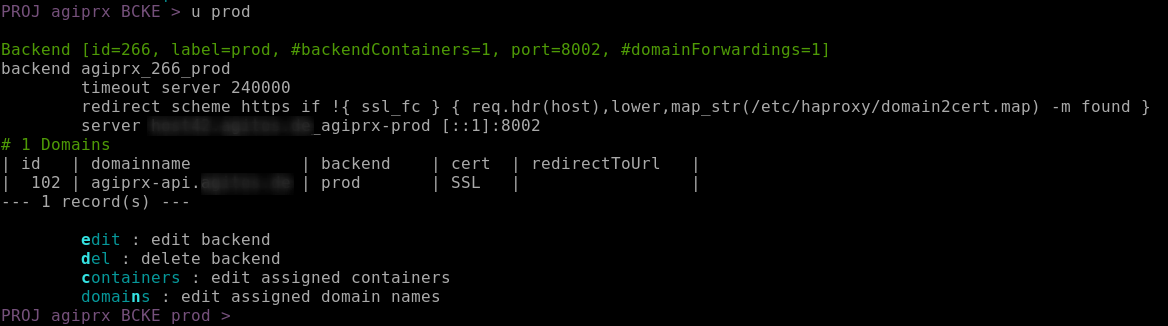 PROJ agiprx BCKE > u prod
Backend [id=266, label=prod, #backendContainers=1, port=8002, #domainForwardings=1]
backend agiprx_266_prod
timeout server 240000
redirect scheme https if !{ ssl_fc } { req.hdr(host),lower,map_str(/etc/haproxy/domain2cert.map) -m found }
server _agiprx-prod [::1]:8002
# 1 Domains
| id   | domainname           | backend    | cert  | redirectToUrl   |
|  102 | agiprx-api. | prod       | SSL   |                 |
--- 1 record(s) ---
edit : edit backend
del : delete backend
containers : edit assigned containers
domains : edit assigned domain names
PROJ agiprx BCKE prod >